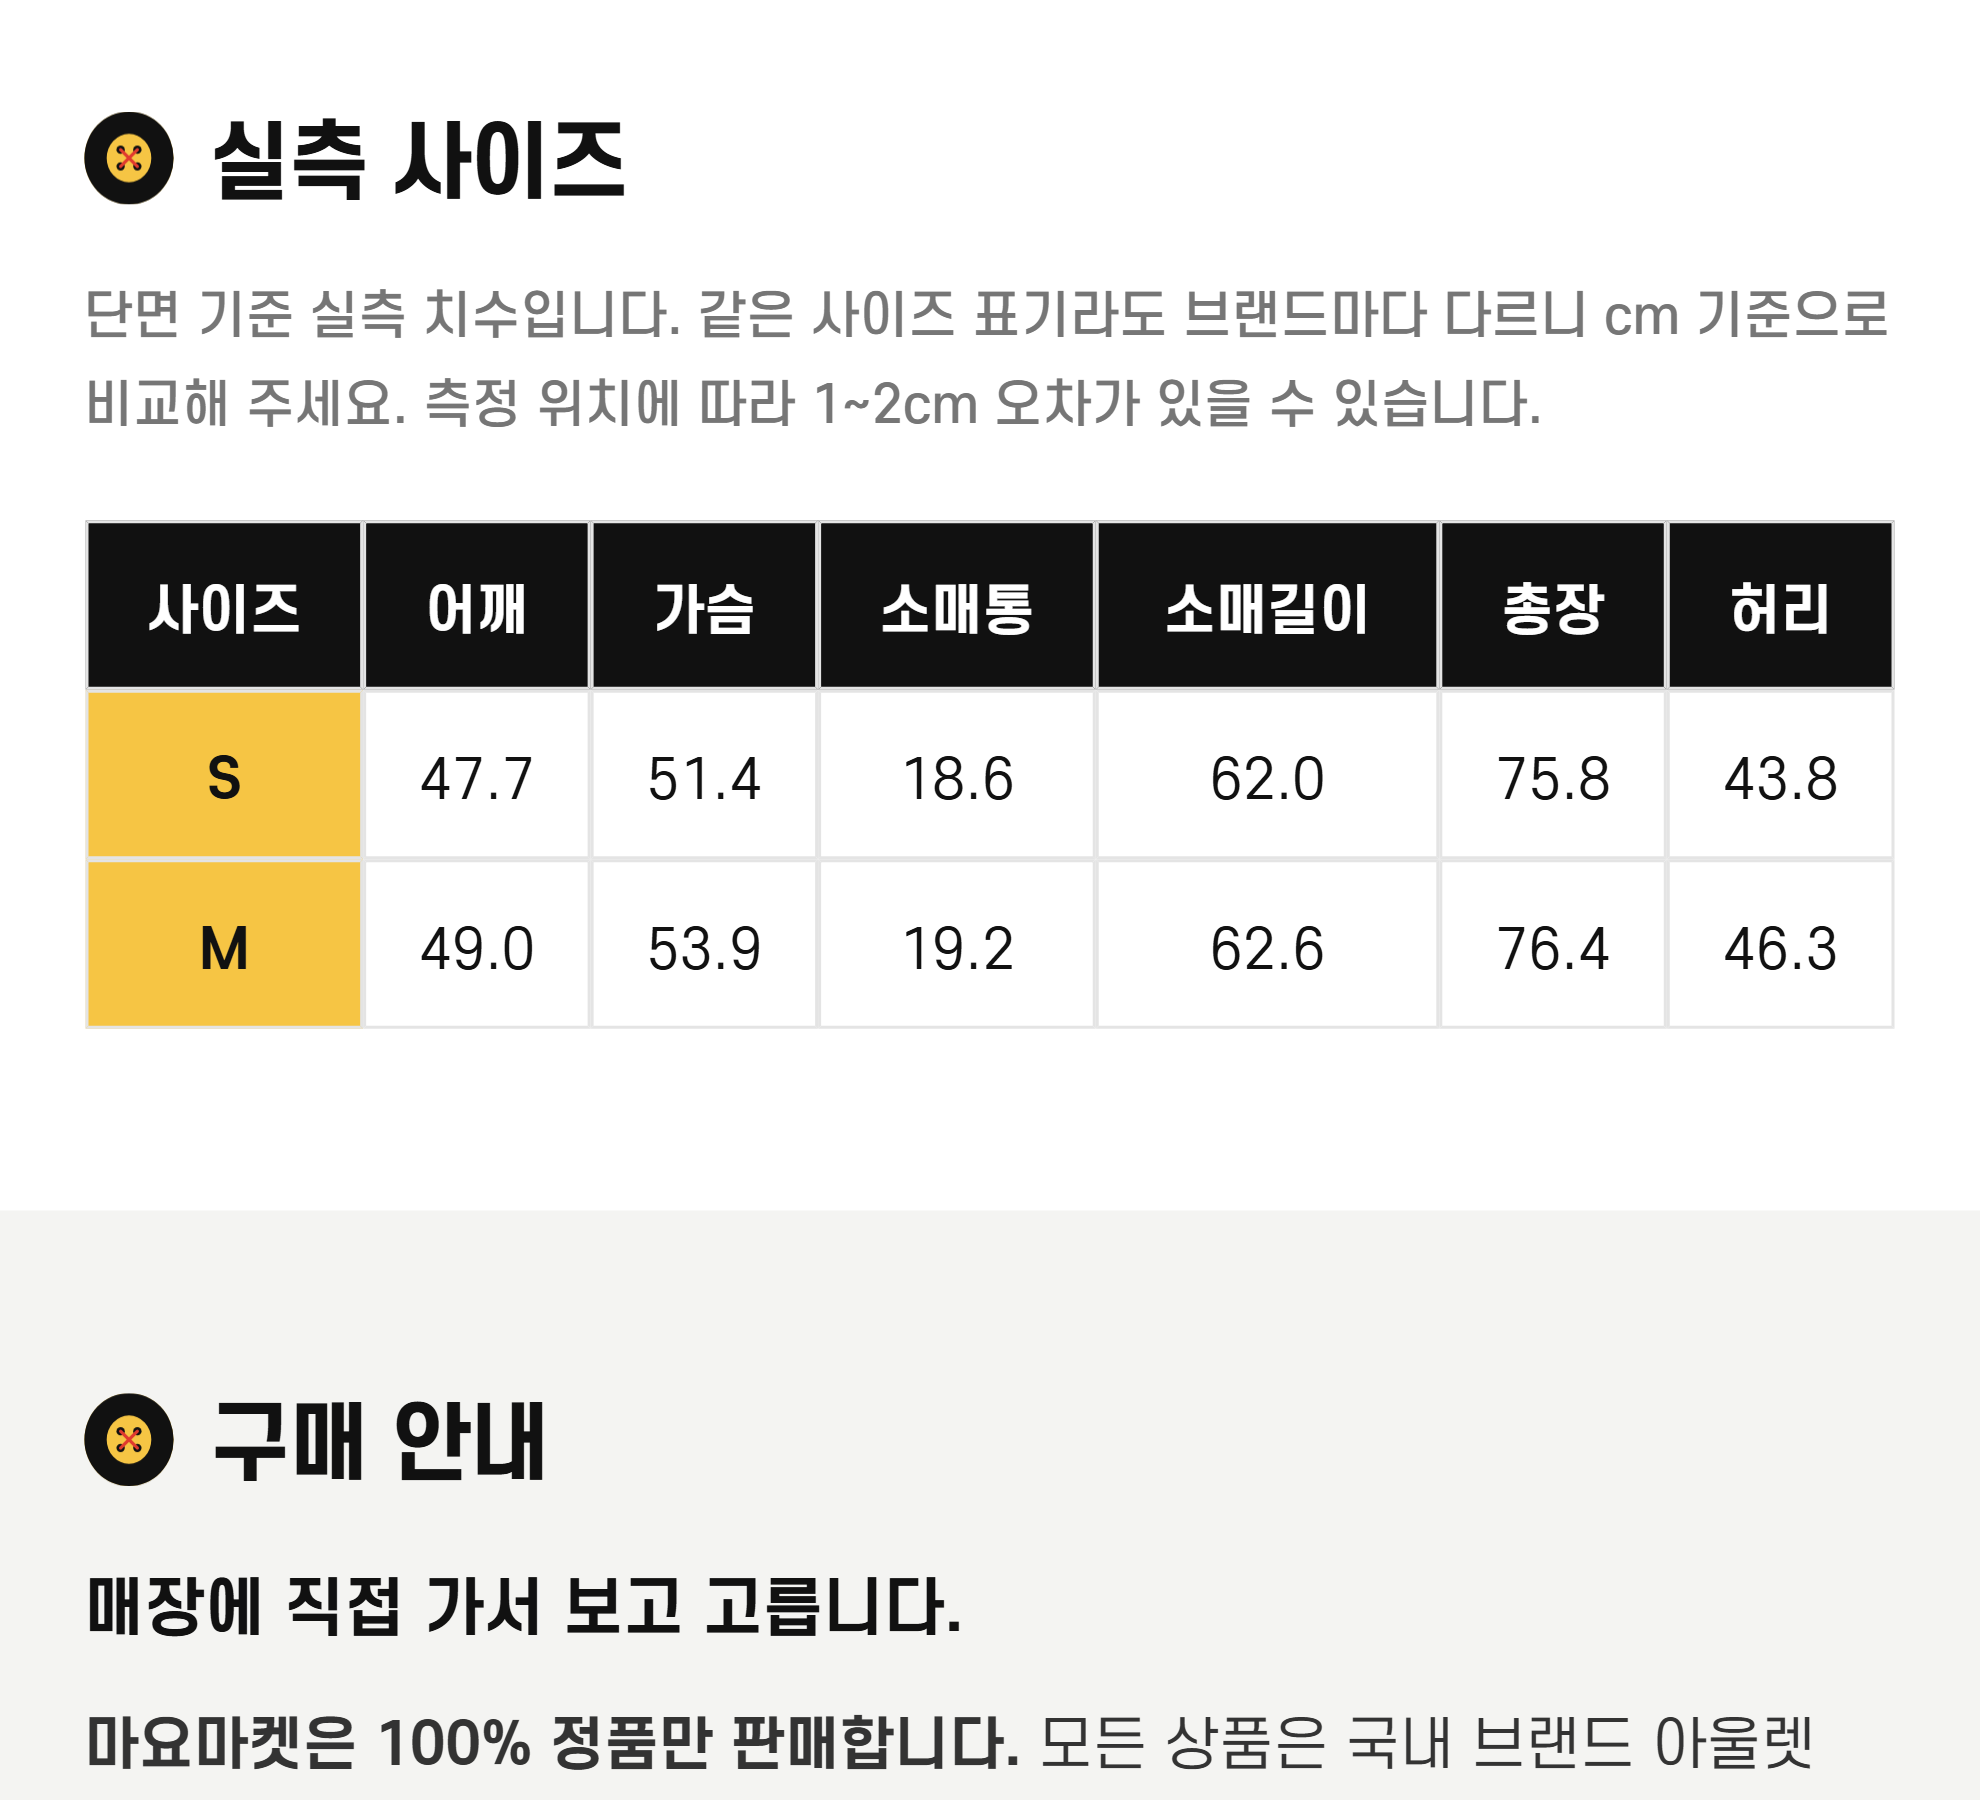 실측 사이즈
단면 기준 실측 치수입니다. 같은 사이즈 표기라도 브랜드마다 다르니 cm 기준으로
비교해 주세요. 측정 위치에 따라 1~2cm 오차가 있을 수 있습니다.
사이즈 어깨 가슴 소매통 소매길이 총장 허리
S 47.7 51.4 18.6 62.0 75.8 43.8
M 49.0 53.9 19.2 62.6 76.4 46.3
구매 안내
매장에 직접 가서 보고 고릅니다.
마요마켓은 100% 정품만 판매합니다. 모든 상품은 국내 브랜드 아울렛